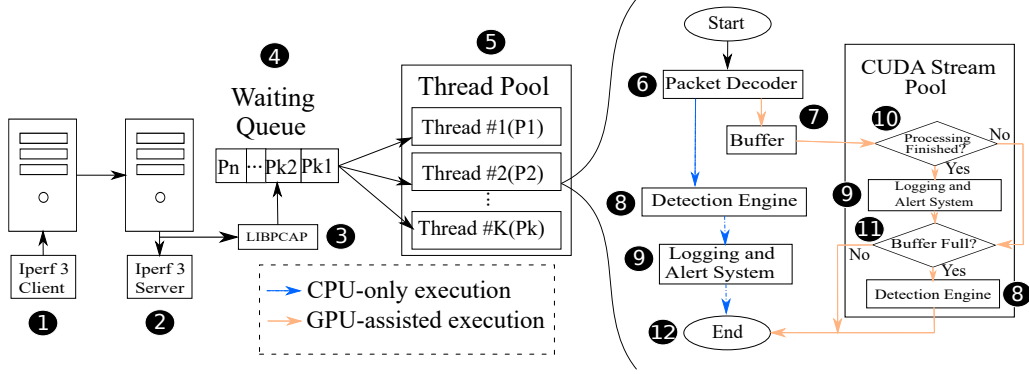 1
Iperf 3
Client
2
Iperf 3
Server
3
LIBPCAP
4
Waiting
Queue
Pn ... Pk2 Pk1
5
Thread Pool
Thread #1(P1)
Thread #2(P2)
...
Thread #K(Pk)
CPU-only execution
GPU-assisted execution
Start
6
Packet Decoder
7
Buffer
8
Detection Engine
9
Logging and
Alert System
12
End
CUDA Stream
Pool
10
Processing
Finished?
No
Yes
9
Logging and
Alert System
11
Buffer Full?
No
Yes
Detection Engine
8